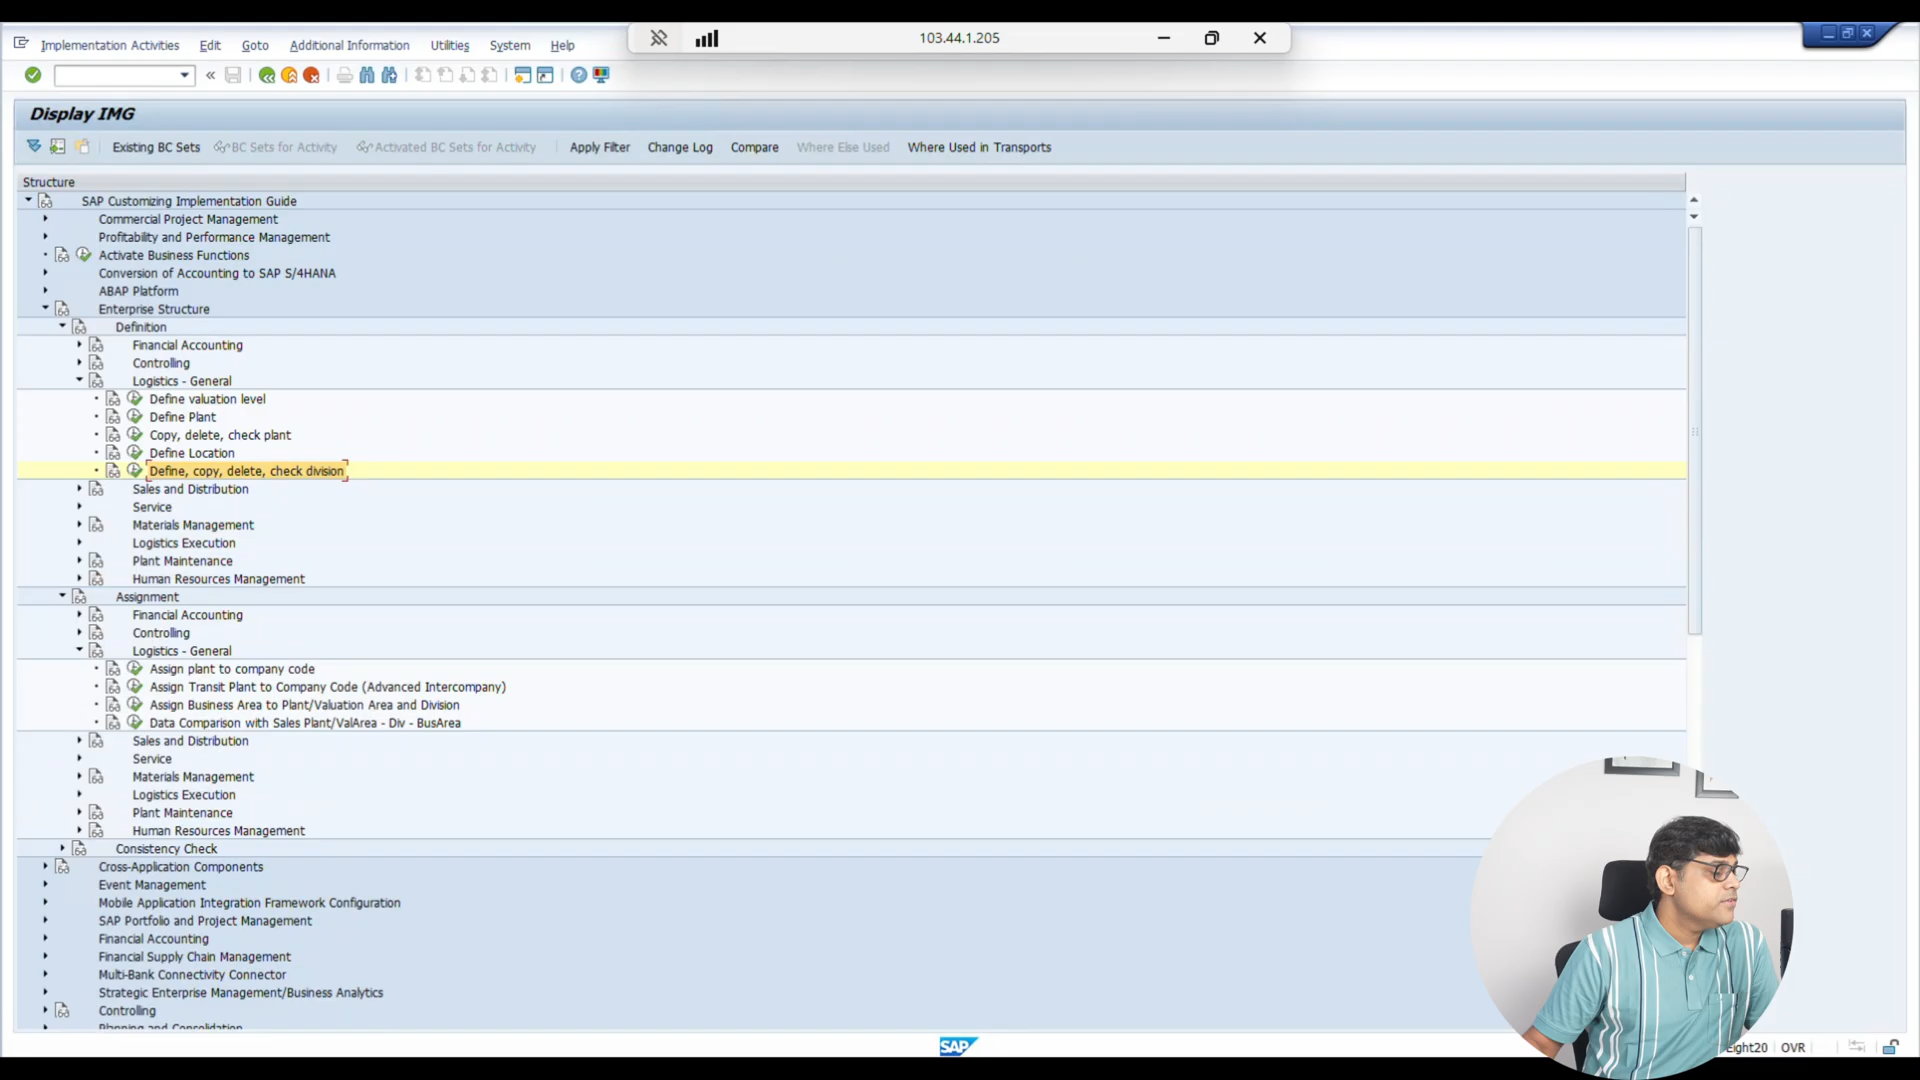 Implementation Activities Edit Goto Additional Information Utilities System Help
103.44.1.205
Display IMG
Existing BC Sets BC Sets for Activity Activated BC Sets for Activity Apply Filter Change Log Compare Where Else Used Where Used in Transports
Structure
SAP Customizing Implementation Guide
Commercial Project Management
Profitability and Performance Management
Activate Business Functions
Conversion of Accounting to SAP S/4HANA
ABAP Platform
Enterprise Structure
Definition
Financial Accounting
Controlling
Logistics - General
Define valuation level
Define Plant
Copy, delete, check plant
Define Location
Define, copy, delete, check division
Sales and Distribution
Service
Materials Management
Logistics Execution
Plant Maintenance
Human Resources Management
Assignment
Financial Accounting
Controlling
Logistics - General
Assign plant to company code
Assign Transit Plant to Company Code (Advanced Intercompany)
Assign Business Area to Plant/Valuation Area and Division
Data Comparison with Sales Plant/ValArea - Div - BusArea
Sales and Distribution
Service
Materials Management
Logistics Execution
Plant Maintenance
Human Resources Management
Consistency Check
Cross-Application Components
Event Management
Mobile Application Integration Framework Configuration
SAP Portfolio and Project Management
Financial Accounting
Financial Supply Chain Management
Multi-Bank Connectivity Connector
Strategic Enterprise Management/Business Analytics
Controlling
Planning and Consolidation
SAP
Eight20 OVR